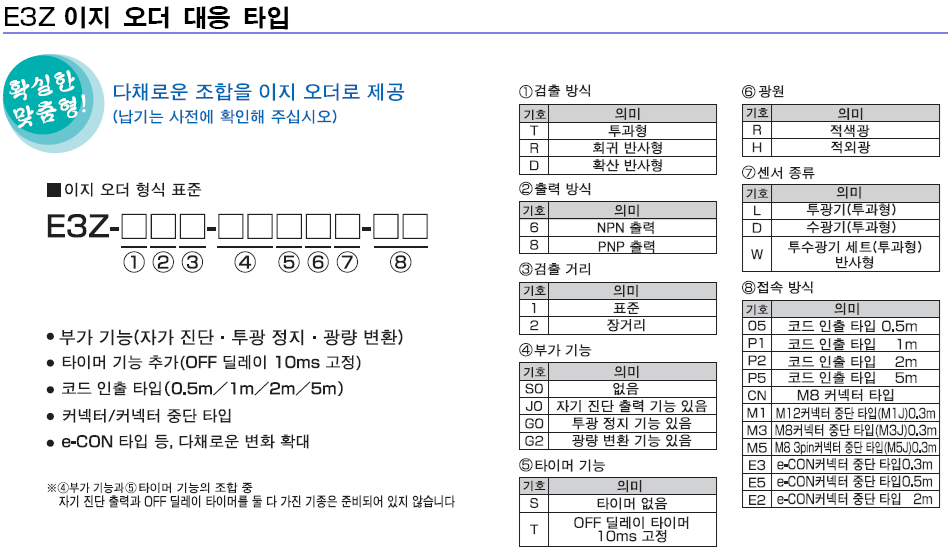 E3Z 이지 오더 대응 타입
확실한
맞춤형!
다채로운 조합을 이지 오더로 제공
(납기는 사전에 확인해 주십시오)
■이지 오더 형식 표준
E3Z-□□□-□□□□□-□□
① ② ③ ④ ⑤ ⑥ ⑦ ⑧
● 부가 기능(자가 진단・투광 정지・광량 변환)
● 타이머 기능 추가(OFF 딜레이 10ms 고정)
● 코드 인출 타입(0.5m/1m/2m/5m)
● 커넥터/커넥터 중단 타입
● e-CON 타입 등, 다채로운 변화 확대
※④부가 기능과⑤타이머 기능의 조합 중
자기 진단 출력과 OFF 딜레이 타이머를 둘 다 가진 기종은 준비되어 있지 않습니다
①검출 방식
기호 의미
T 투과형
R 회귀 반사형
D 확산 반사형
②출력 방식
기호 의미
6 NPN 출력
8 PNP 출력
③검출 거리
기호 의미
1 표준
2 장거리
④부가 기능
기호 의미
S0 없음
J0 자기 진단 출력 기능 있음
G0 투광 정지 기능 있음
G2 광량 변환 기능 있음
⑤타이머 기능
기호 의미
S 타이머 없음
T OFF 딜레이 타이머
10ms 고정
⑥광원
기호 의미
R 적색광
H 적외광
⑦센서 종류
기호 의미
L 투광기(투과형)
D 수광기(투과형)
W 투수광기 세트(투과형)
반사형
⑧접속 방식
기호 의미
05 코드 인출 타입 0.5m
P1 코드 인출 타입 1m
P2 코드 인출 타입 2m
P5 코드 인출 타입 5m
CN M8 커넥터 타입
M1 M12커넥터 중단 타입(M1J)0.3m
M3 M8커넥터 중단 타입(M3J)0.3m
M5 M8 3pin커넥터 중단 타입(M5J)0.3m
E3 e-CON커넥터 중단 타입0.3m
E5 e-CON커넥터 중단 타입0.5m
E2 e-CON커넥터 중단 타입 2m